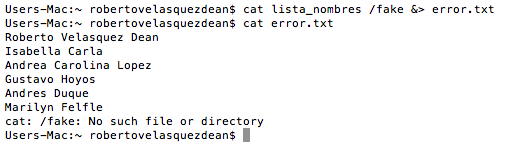 Users-Mac:~ robertovelasquezdean$ cat lista_nombres /fake &> error.txt
Users-Mac:~ robertovelasquezdean$ cat error.txt
Roberto Velasquez Dean
Isabella Carla
Andrea Carolina Lopez
Gustavo Hoyos
Andres Duque
Marilyn Felfle
cat: /fake: No such file or directory
Users-Mac:~ robertovelasquezdean$